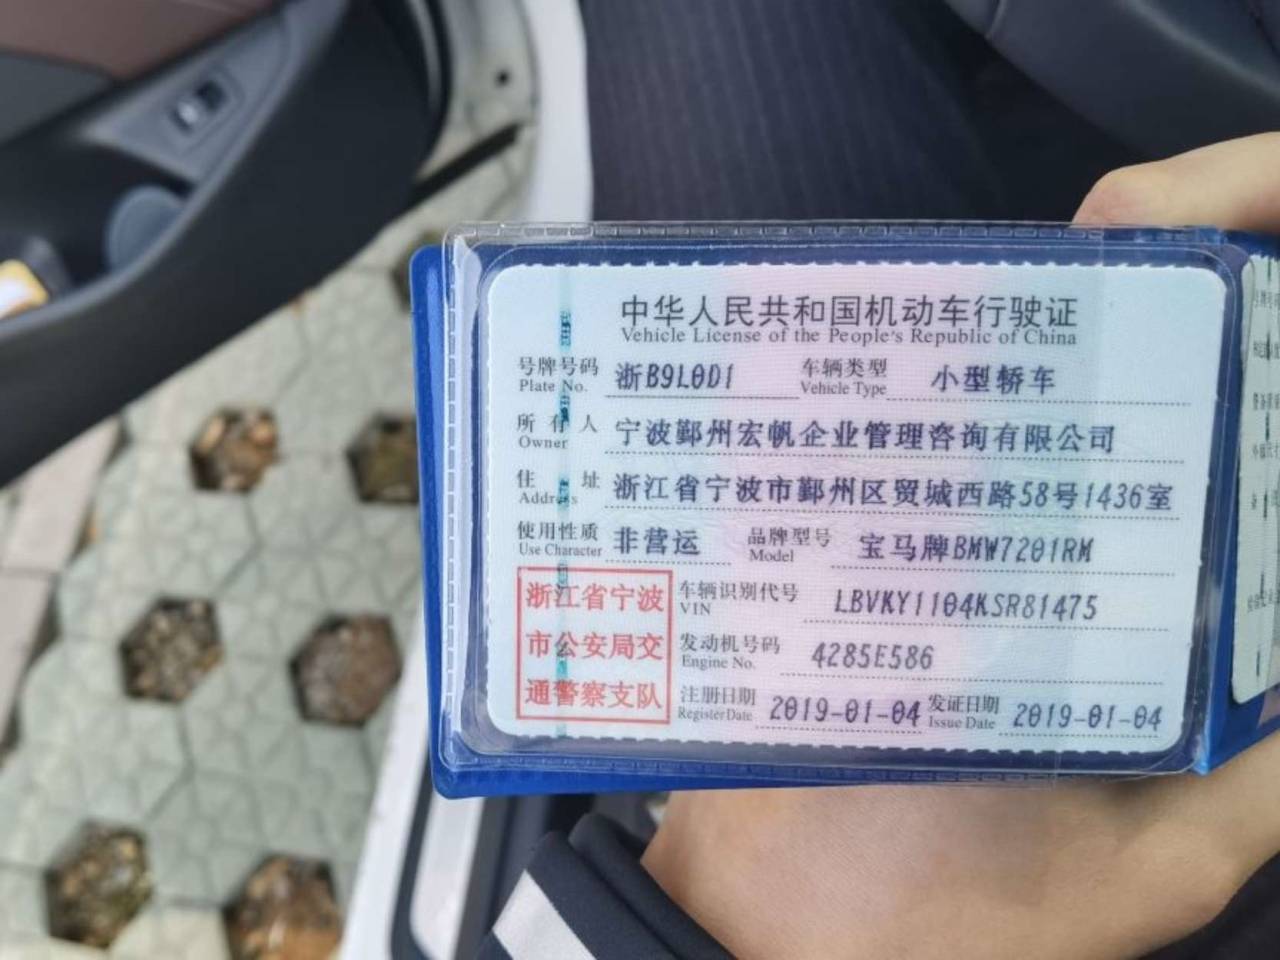 中华人民共和国机动车行驶证
Vehicle License of the People's Republic of China
号牌号码 浙B9L0D1 车辆类型 小型轿车
Plate No. Vehicle Type
所有人 宁波鄞州宏帆企业管理咨询有限公司
Owner
住址 浙江省宁波市鄞州区贸城西路58号1436室
Address
使用性质 非营运 品牌型号 宝马牌BMW7201RM
Use Character Model
浙江省宁波
市公安局交
通警察支队
车辆识别代号 LBVKY1104KSR81475
VIN
发动机号码 4285E586
Engine No.
注册日期 2019-01-04 发证日期 2019-01-04
Register Date Issue Date